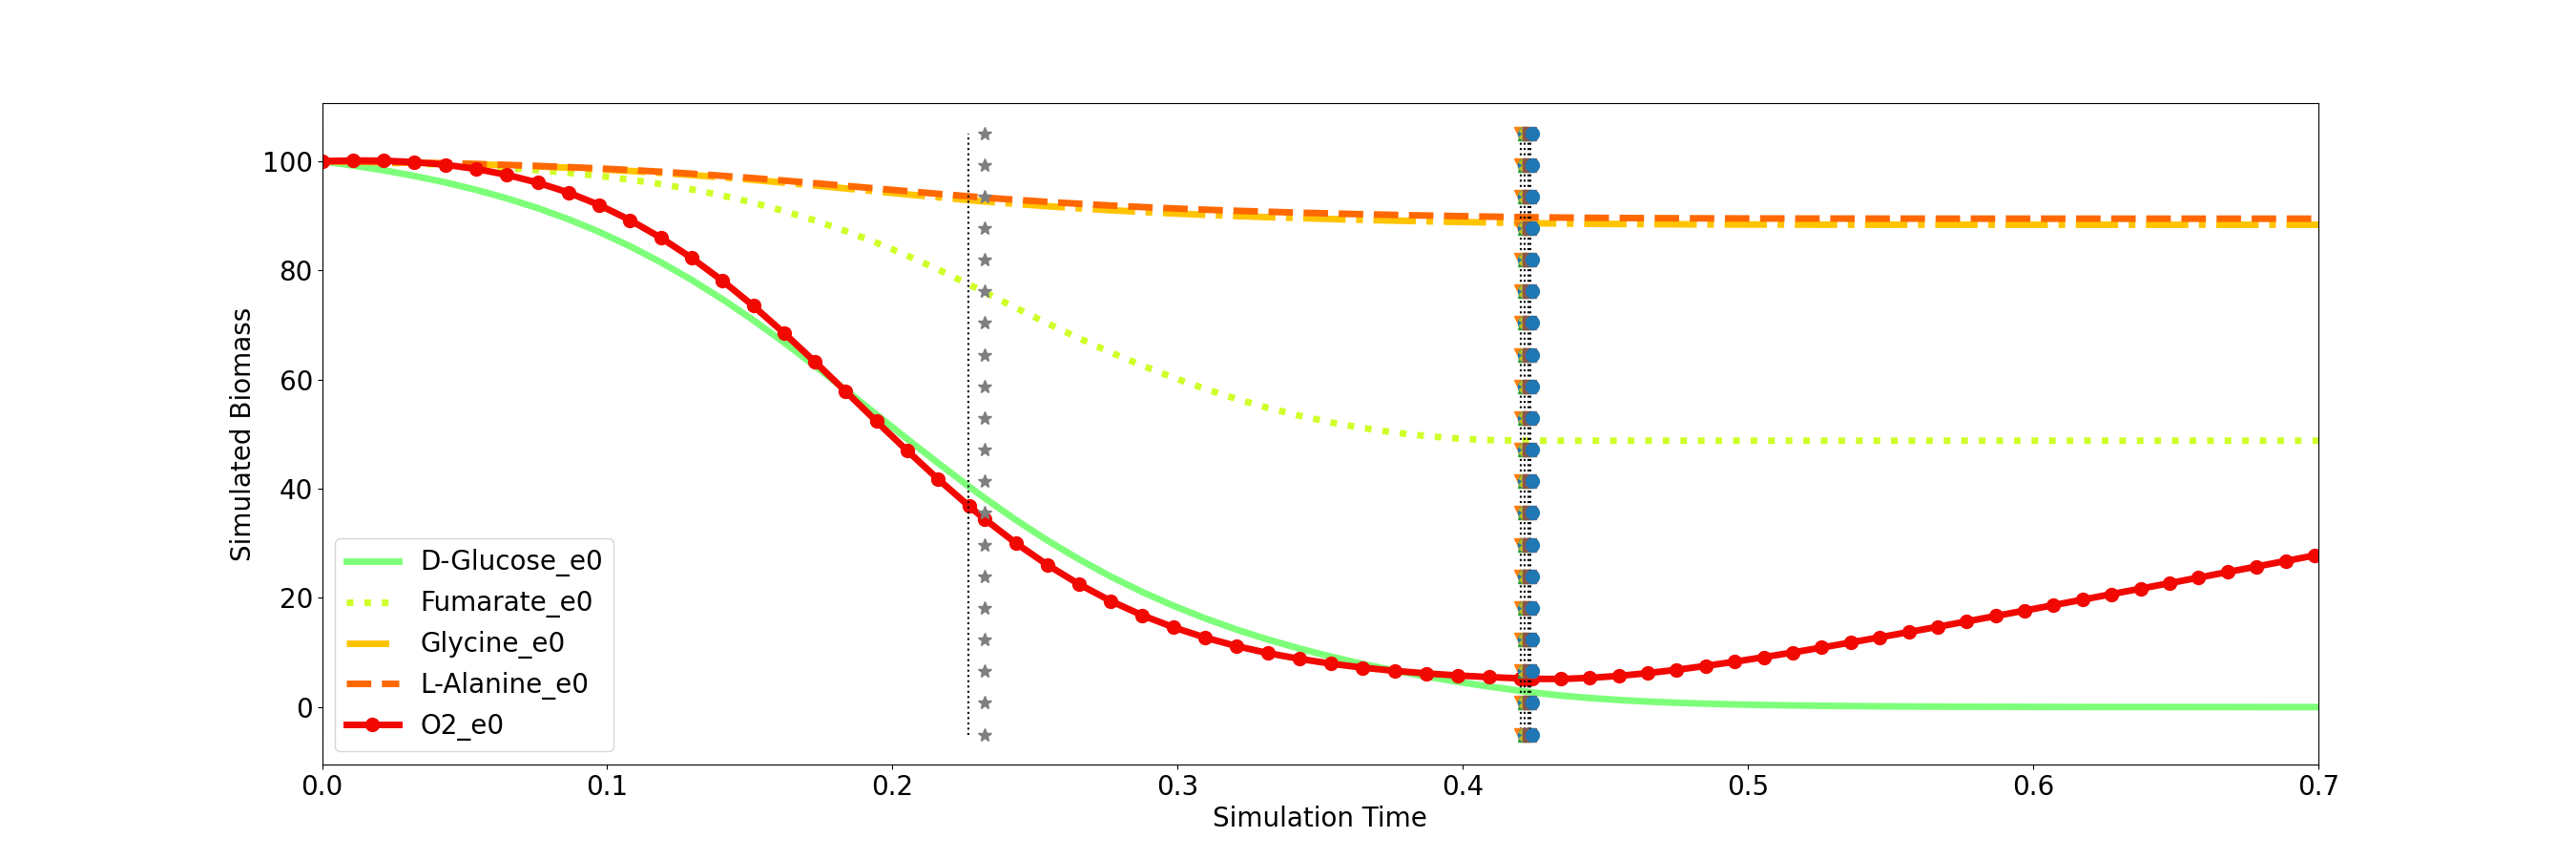 Simulated Biomass
100
80
60
40
20
0
D-Glucose_e0
Fumarate_e0
Glycine_e0
L-Alanine_e0
O2_e0
0.0 0.1 0.2 0.3 0.4 0.5 0.6 0.7
Simulation Time